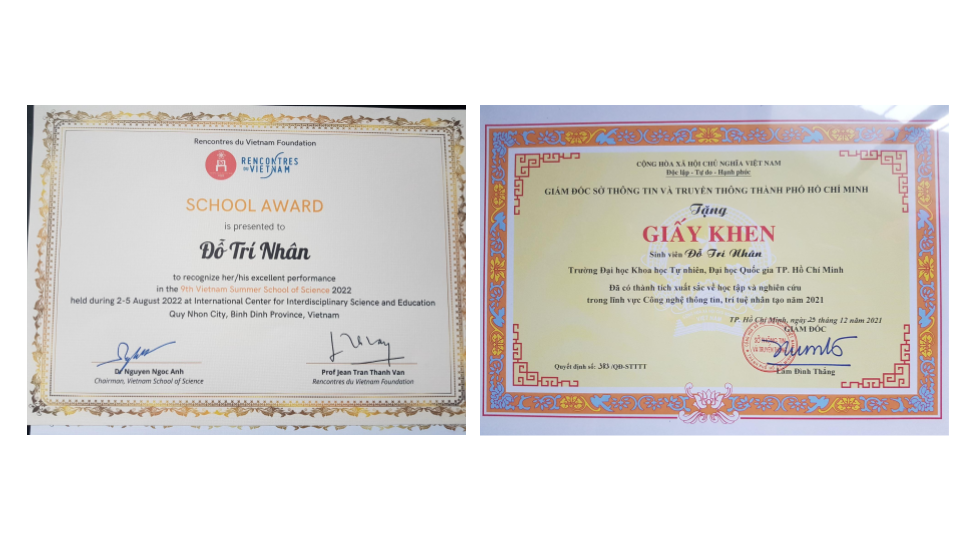 Rencontres du Vietnam Foundation
RENCONTRES
DU VIETNAM
SCHOOL AWARD
is presented to
Đỗ Trí Nhân
to recognize her/his excellent performance
in the 9th Vietnam Summer School of Science 2022
held during 2-5 August 2022 at International Center for Interdisciplinary Science and Education
Quy Nhon City, Binh Dinh Province, Vietnam
Dr Nguyen Ngoc Anh
Chairman, Vietnam School of Science
Prof Jean Tran Thanh Van
Rencontres du Vietnam Foundation
CỘNG HÒA XÃ HỘI CHỦ NGHĨA VIỆT NAM
Độc lập - Tự do - Hạnh phúc
GIÁM ĐỐC SỞ THÔNG TIN VÀ TRUYỀN THÔNG THÀNH PHỐ HỒ CHÍ MINH
Tặng
GIẤY KHEN
Sinh viên Đỗ Trí Nhân
Trường Đại học Khoa học Tự nhiên, Đại học Quốc gia TP. Hồ Chí Minh
Đã có thành tích xuất sắc về học tập và nghiên cứu
trong lĩnh vực Công nghệ thông tin, trí tuệ nhân tạo năm 2021
TP. Hồ Chí Minh, ngày 25 tháng 12 năm 2021
GIÁM ĐỐC
Quyết định số: 383 /QĐ-STTTT
Lâm Đình Thắng